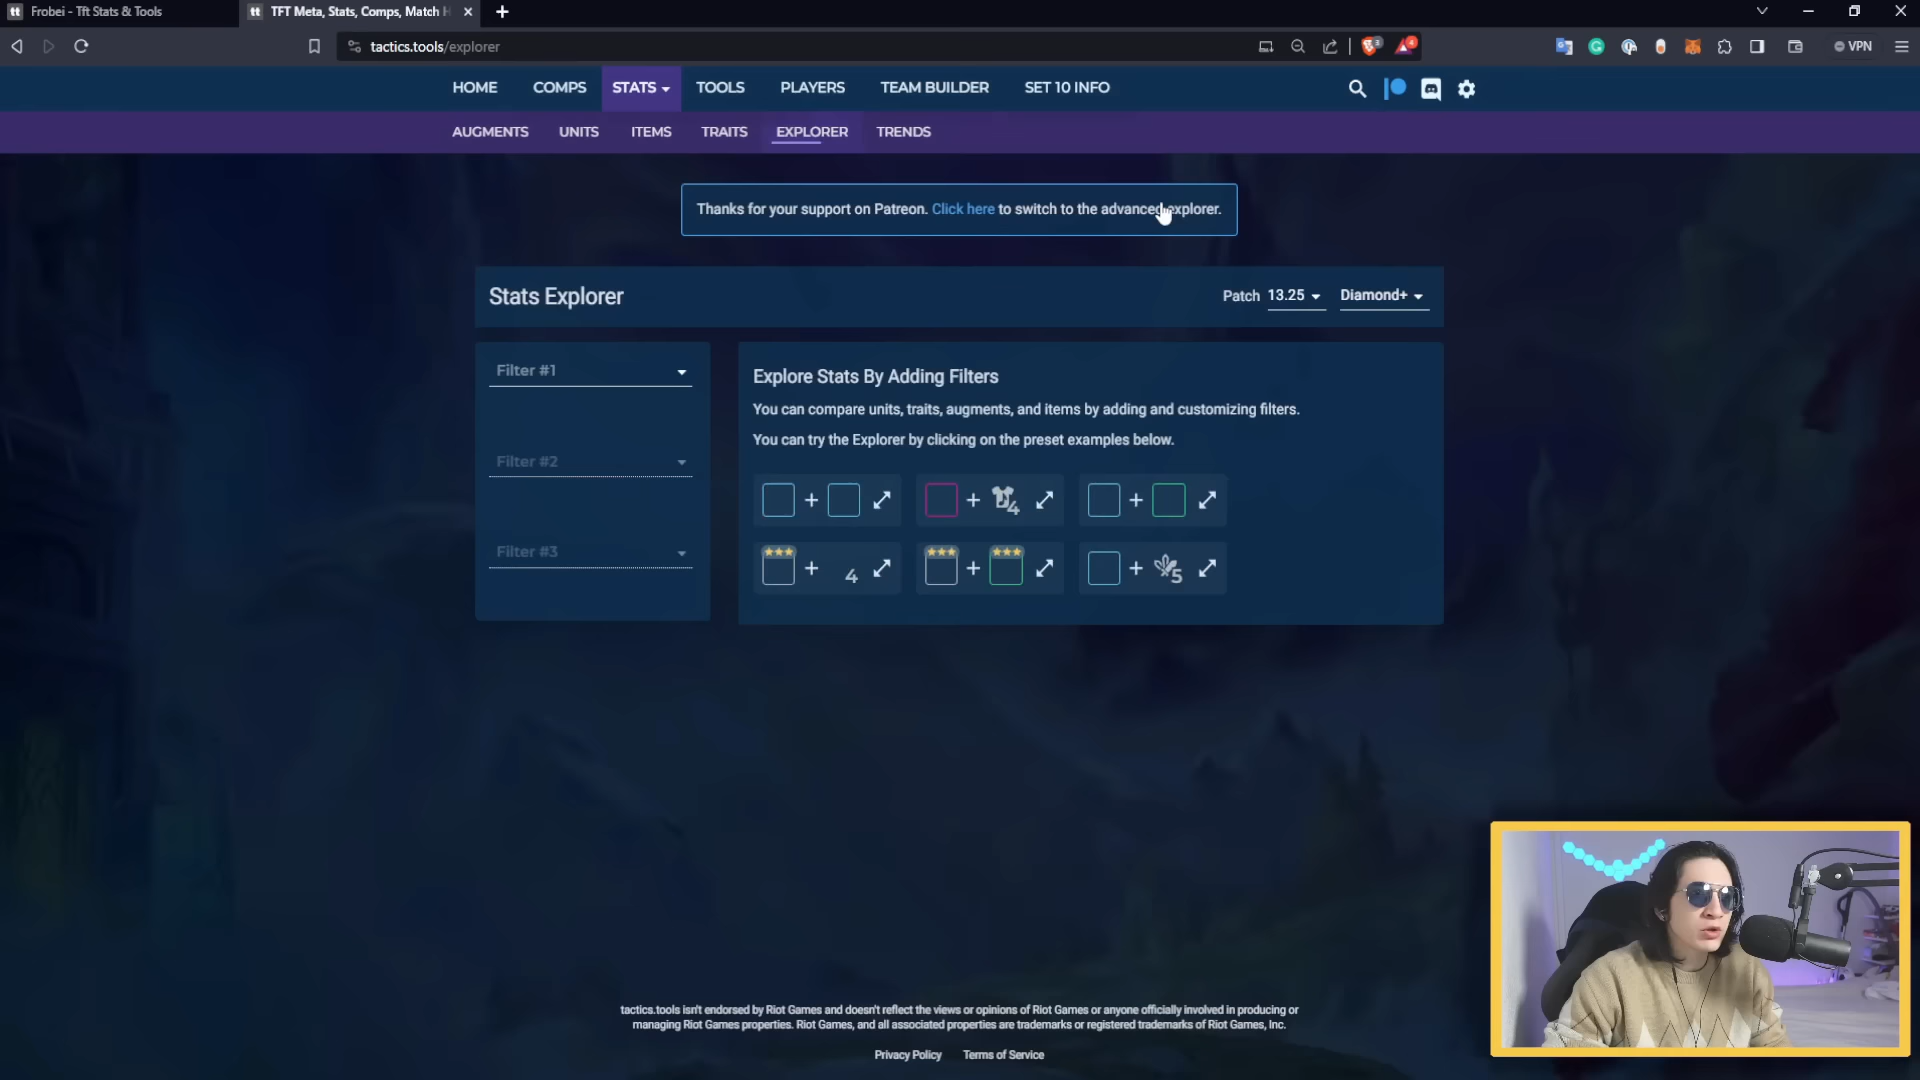 Frobei - Tft Stats & Tools
TFT Meta, Stats, Comps, Match H
tactics.tools/explorer
3
4
VPN
HOME
COMPS
STATS
TOOLS
PLAYERS
TEAM BUILDER
SET 10 INFO
AUGMENTS
UNITS
ITEMS
TRAITS
EXPLORER
TRENDS
Thanks for your support on Patreon. Click here to switch to the advanced explorer.
Stats Explorer
Patch 13.25
Diamond+
Filter #1
Filter #2
Filter #3
Explore Stats By Adding Filters
You can compare units, traits, augments, and items by adding and customizing filters.
You can try the Explorer by clicking on the preset examples below.
+
+ 4
+
+ 4
+
+ 5
tactics.tools isn't endorsed by Riot Games and doesn't reflect the views or opinions of Riot Games or anyone officially involved in producing or
managing Riot Games properties. Riot Games, and all associated properties are trademarks or registered trademarks of Riot Games, Inc.
Privacy Policy
Terms of Service